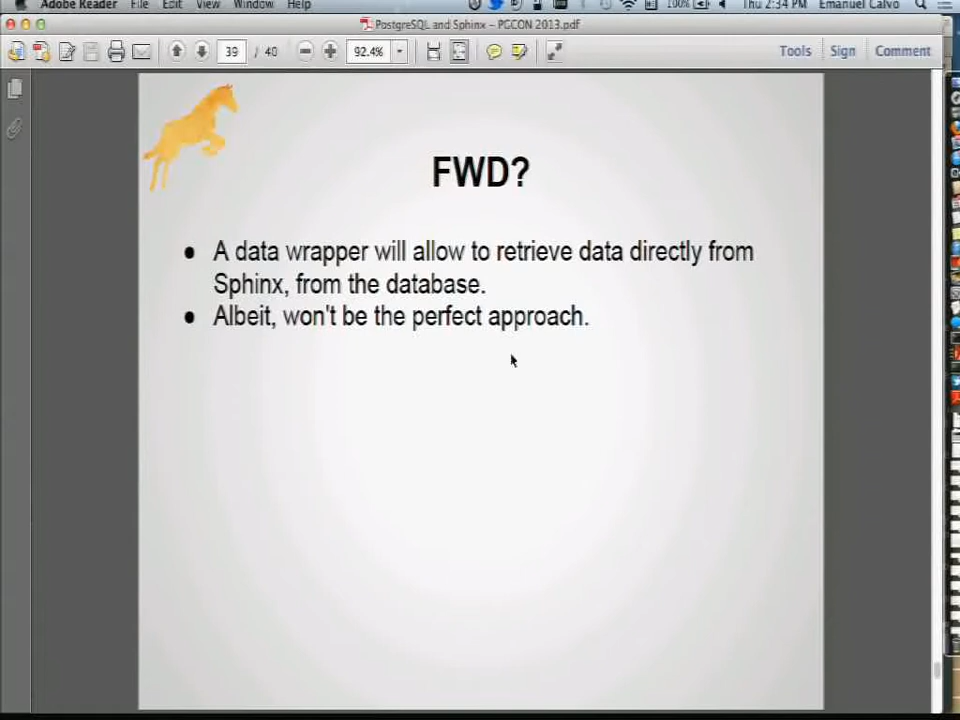 Adobe Reader File Edit View Window Help 100% Thu 2:34 PM Emanuel Calvo
PostgreSQL and Sphinx – PGCON 2013.pdf
39 / 40 92.4% Tools Sign Comment
FWD?
● A data wrapper will allow to retrieve data directly from
Sphinx, from the database.
● Albeit, won't be the perfect approach.